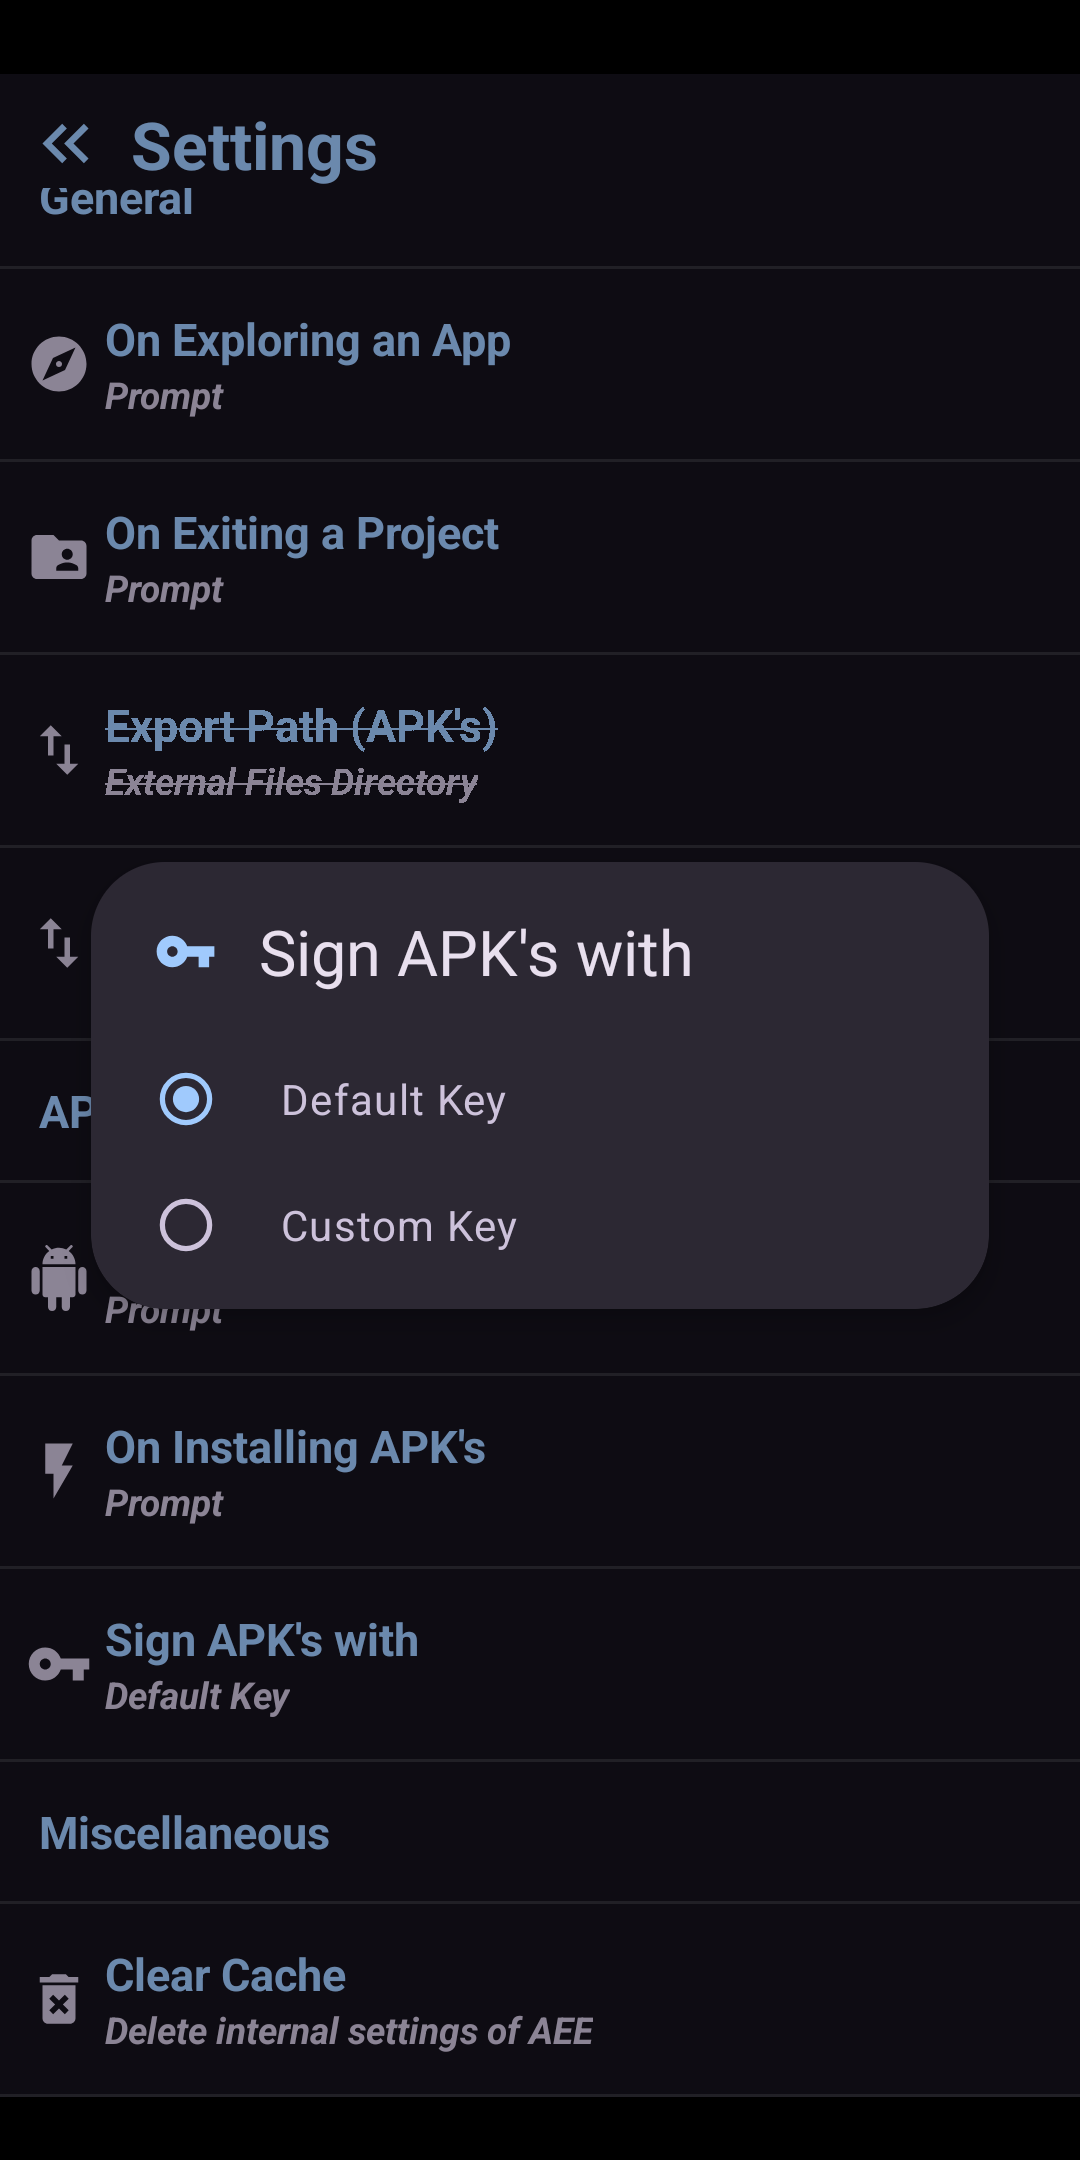 Settings
General
On Exploring an App
Prompt
On Exiting a Project
Prompt
Export Path (APK's)
External Files Directory
Sign APK's with
Default Key
Custom Key
AP
Prompt
On Installing APK's
Prompt
Sign APK's with
Default Key
Miscellaneous
Clear Cache
Delete internal settings of AEE